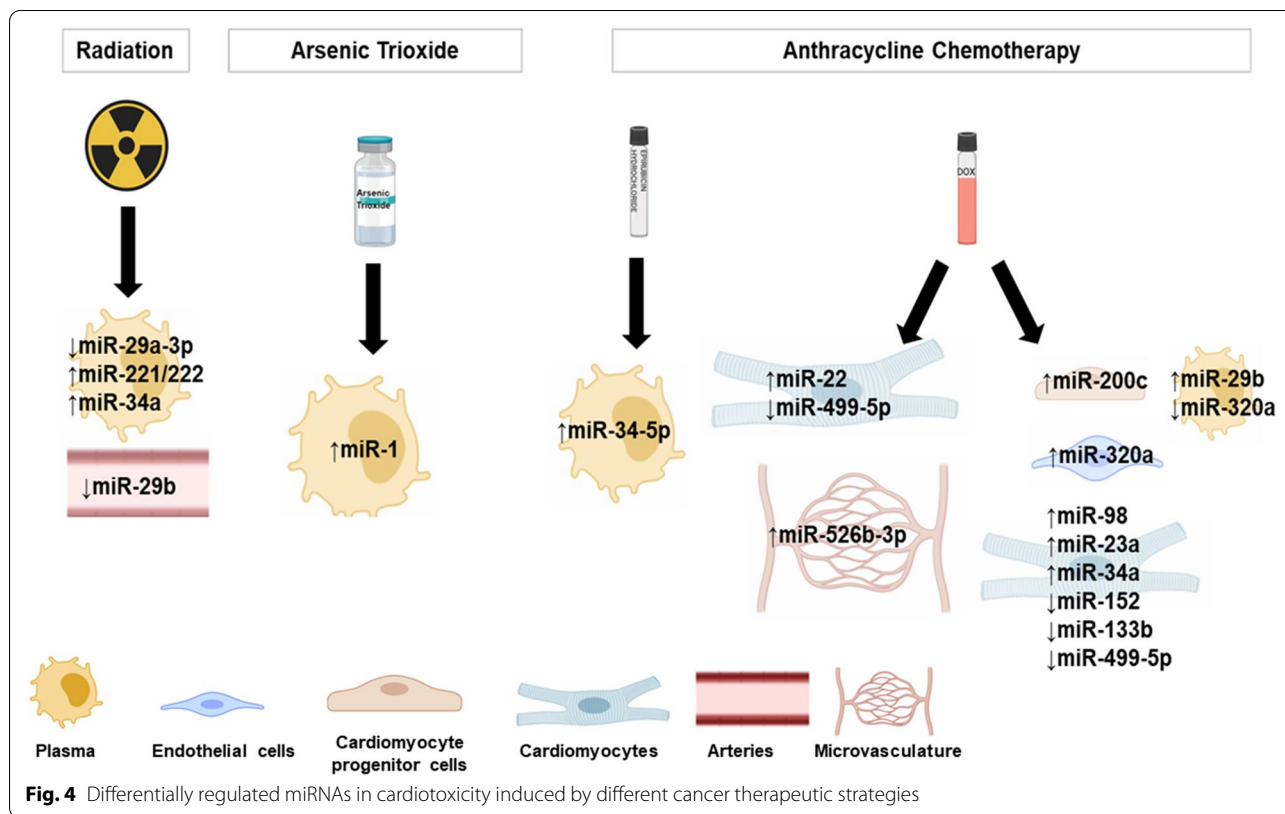 Radiation
Arsenic Trioxide
Anthracycline Chemotherapy
Arsenic
Trioxide
EPIRUBICIN
HYDROCHLORIDE
DOX
↓miR-29a-3p
↑miR-221/222
↑miR-34a
↓miR-29b
↑miR-1
↑miR-34-5p
↑miR-22
↓miR-499-5p
↑miR-526b-3p
↑miR-200c
↑miR-29b
↓miR-320a
↑miR-320a
↑miR-98
↑miR-23a
↑miR-34a
↓miR-152
↓miR-133b
↓miR-499-5p
Plasma
Endothelial cells
Cardiomyocyte
progenitor cells
Cardiomyocytes
Arteries
Microvasculature
Fig. 4 Differentially regulated miRNAs in cardiotoxicity induced by different cancer therapeutic strategies